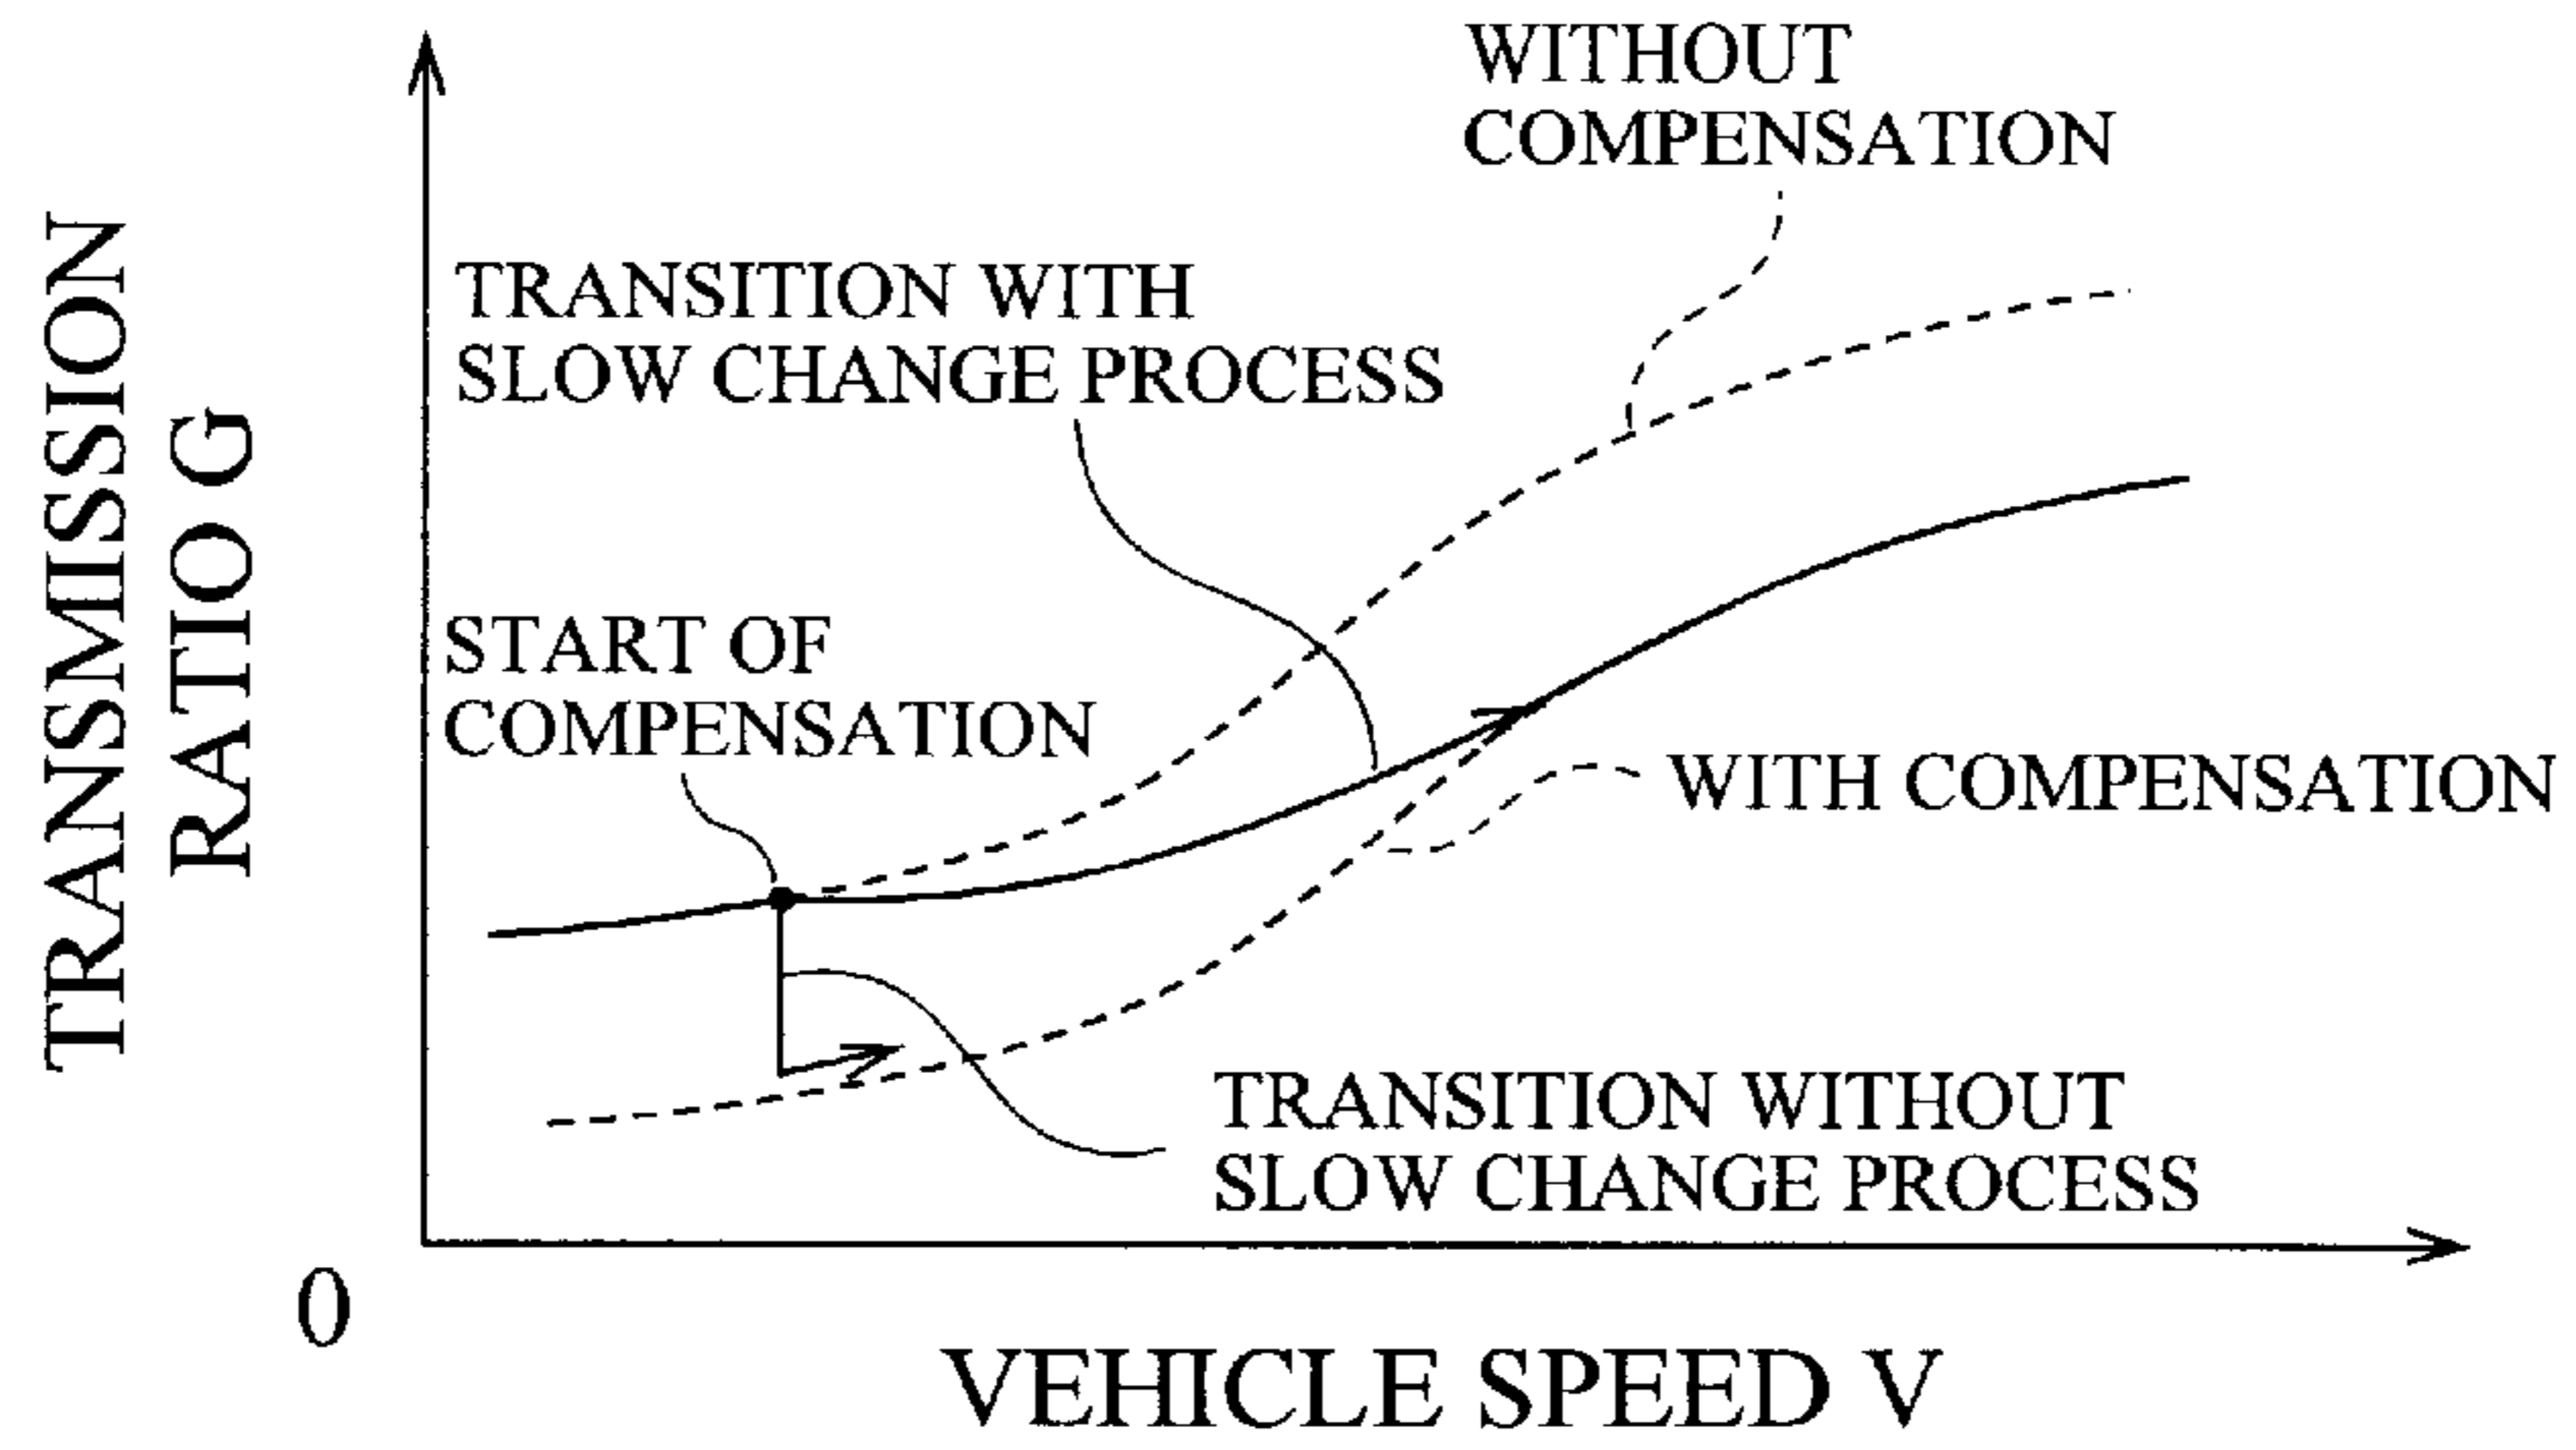 WITHOUT
COMPENSATION
TRANSITION WITH
SLOW CHANGE PROCESS
START OF
COMPENSATION
WITH COMPENSATION
TRANSITION WITHOUT
SLOW CHANGE PROCESS
TRANSMISSION
RATIO G
0
VEHICLE SPEED V